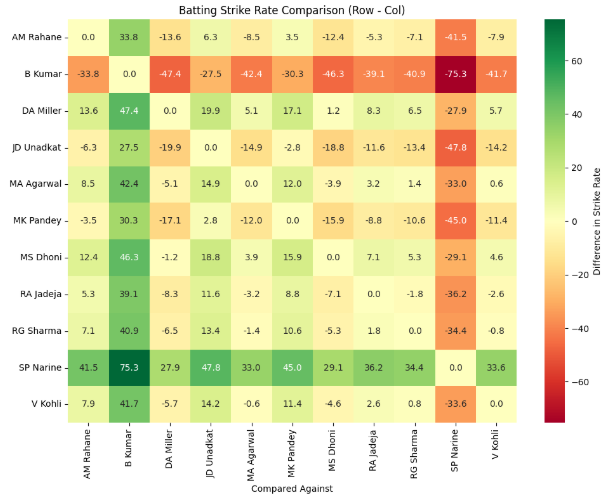 Batting Strike Rate Comparison (Row - Col)
AM Rahane 0.0 33.8 -13.6 6.3 -8.5 3.5 -12.4 -5.3 -7.1 -41.5 -7.9
B Kumar -33.8 0.0 -47.4 -27.5 -42.4 -30.3 -46.3 -39.1 -40.9 -75.3 -41.7
DA Miller 13.6 47.4 0.0 19.9 5.1 17.1 1.2 8.3 6.5 -27.9 5.7
JD Unadkat -6.3 27.5 -19.9 0.0 -14.9 -2.8 -18.8 -11.6 -13.4 -47.8 -14.2
MA Agarwal 8.5 42.4 -5.1 14.9 0.0 12.0 -3.9 3.2 1.4 -33.0 0.6
MK Pandey -3.5 30.3 -17.1 2.8 -12.0 0.0 -15.9 -8.8 -10.6 -45.0 -11.4
MS Dhoni 12.4 46.3 -1.2 18.8 3.9 15.9 0.0 7.1 5.3 -29.1 4.6
RA Jadeja 5.3 39.1 -8.3 11.6 -3.2 8.8 -7.1 0.0 -1.8 -36.2 -2.6
RG Sharma 7.1 40.9 -6.5 13.4 -1.4 10.6 -5.3 1.8 0.0 -34.4 -0.8
SP Narine 41.5 75.3 27.9 47.8 33.0 45.0 29.1 36.2 34.4 0.0 33.6
V Kohli 7.9 41.7 -5.7 14.2 -0.6 11.4 -4.6 2.6 0.8 -33.6 0.0
AM Rahane B Kumar DA Miller JD Unadkat MA Agarwal MK Pandey MS Dhoni RA Jadeja RG Sharma SP Narine V Kohli
Compared Against
60
40
20
0
−20
−40
−60
Difference in Strike Rate